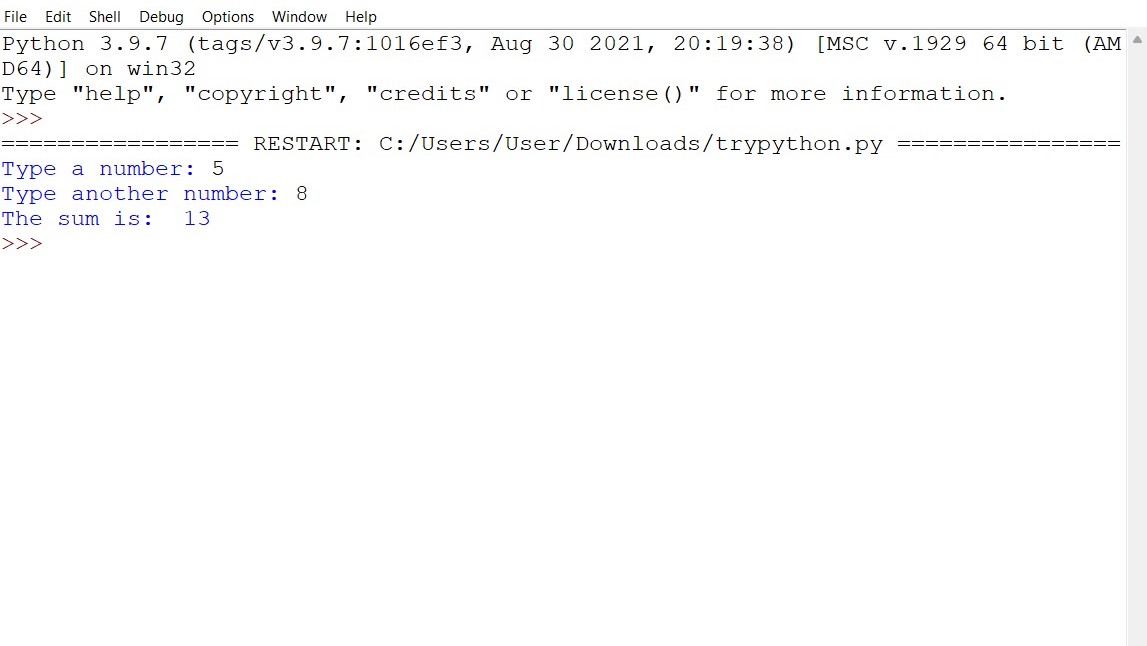 File Edit Shell Debug Options Window Help
Python 3.9.7 (tags/v3.9.7:1016ef3, Aug 30 2021, 20:19:38) [MSC v.1929 64 bit (AM
D64)] on win32
Type "help", "copyright", "credits" or "license()" for more information.
>>>
================= RESTART: C:/Users/User/Downloads/trypython.py ================
Type a number: 5
Type another number: 8
The sum is:  13
>>>